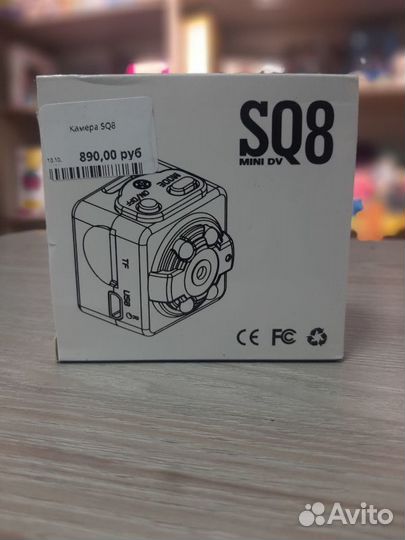 Камера SQ8
10.10.
890,00 руб
SQ8
MINI DV
ON/OFF
MODE
TF
USB
CE FC
Avito